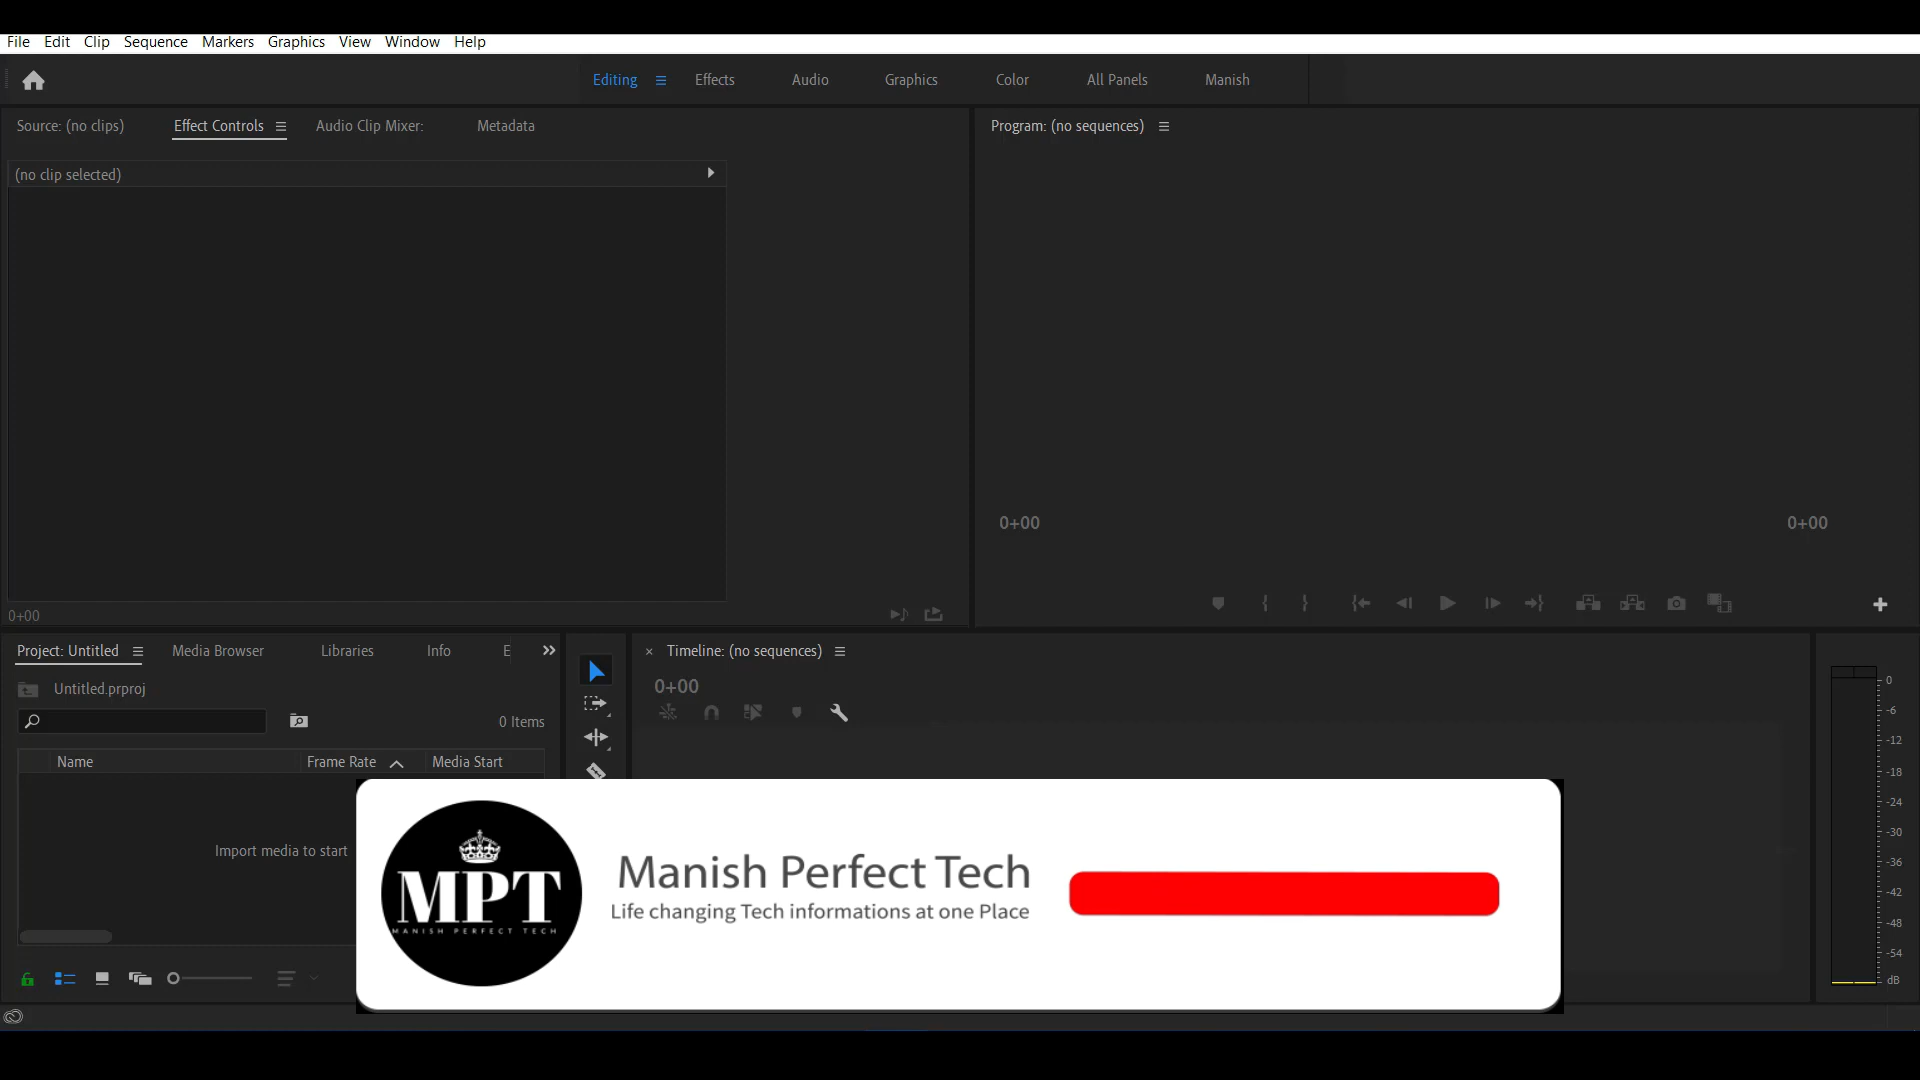 File Edit Clip Sequence Markers Graphics View Window Help
Editing Effects Audio Graphics Color All Panels Manish
Source: (no clips) Effect Controls Audio Clip Mixer: Metadata
Program: (no sequences)
(no clip selected)
0+00 0+00
0+00
Project: Untitled Media Browser Libraries Info E
Timeline: (no sequences)
Untitled.prproj
0+00
0 Items
Name Frame Rate Media Start
Import media to start
0
-6
-12
-18
-24
-30
-36
-42
-48
-54
dB
MPT
MANISH PERFECT TECH
Manish Perfect Tech
Life changing Tech informations at one Place